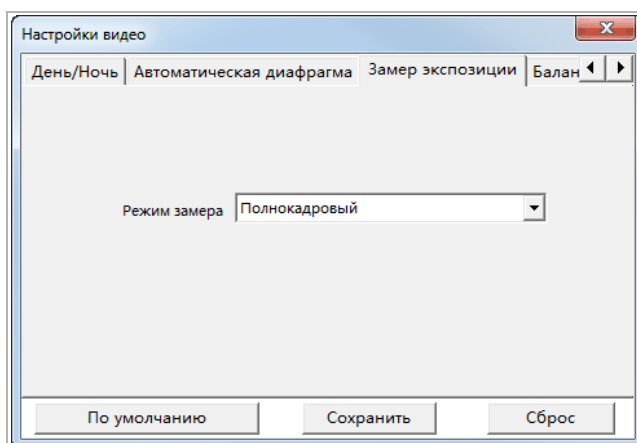 Настройки видео
День/Ночь Автоматическая диафрагма Замер экспозиции Балан
Режим замера Полнокадровый
По умолчанию Сохранить Сброс